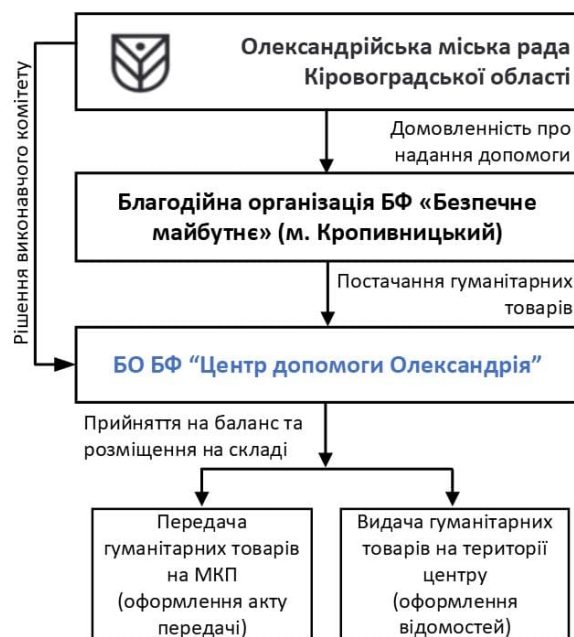 Олександрійська міська рада
Кіровоградської області
Рішення виконавчого комітету
Домовленність про
надання допомоги
Благодійна організація БФ «Безпечне
майбутнє» (м. Кропивницький)
Постачання гуманітарних
товарів
БО БФ “Центр допомоги Олександрія”
Прийняття на баланс та
розміщення на складі
Передача
гуманітарних товарів
на МКП
(оформлення акту
передачі)
Видача гуманітарних
товарів на території
центру
(оформлення
відомостей)